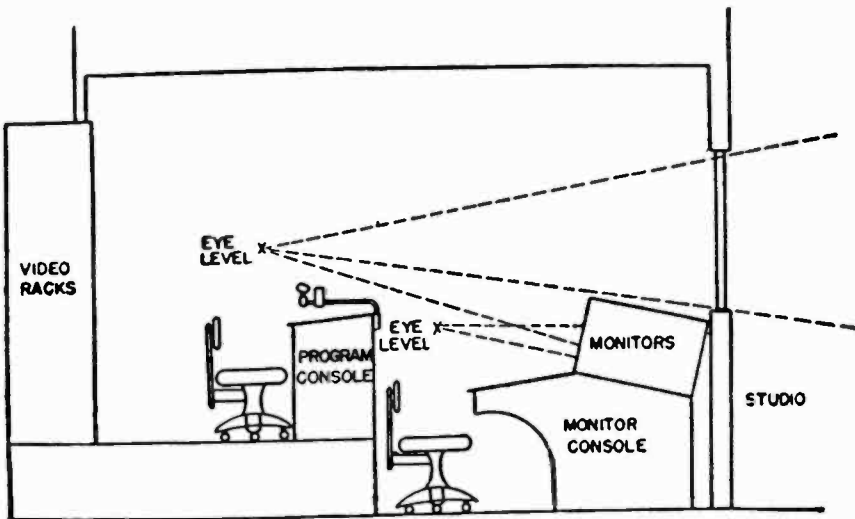 EYE
LEVEL
VIDEO
RACKS
EYE
LEVEL
PROGRAM
CONSOLE
MONITORS
STUDIO
MONITOR
CONSOLE